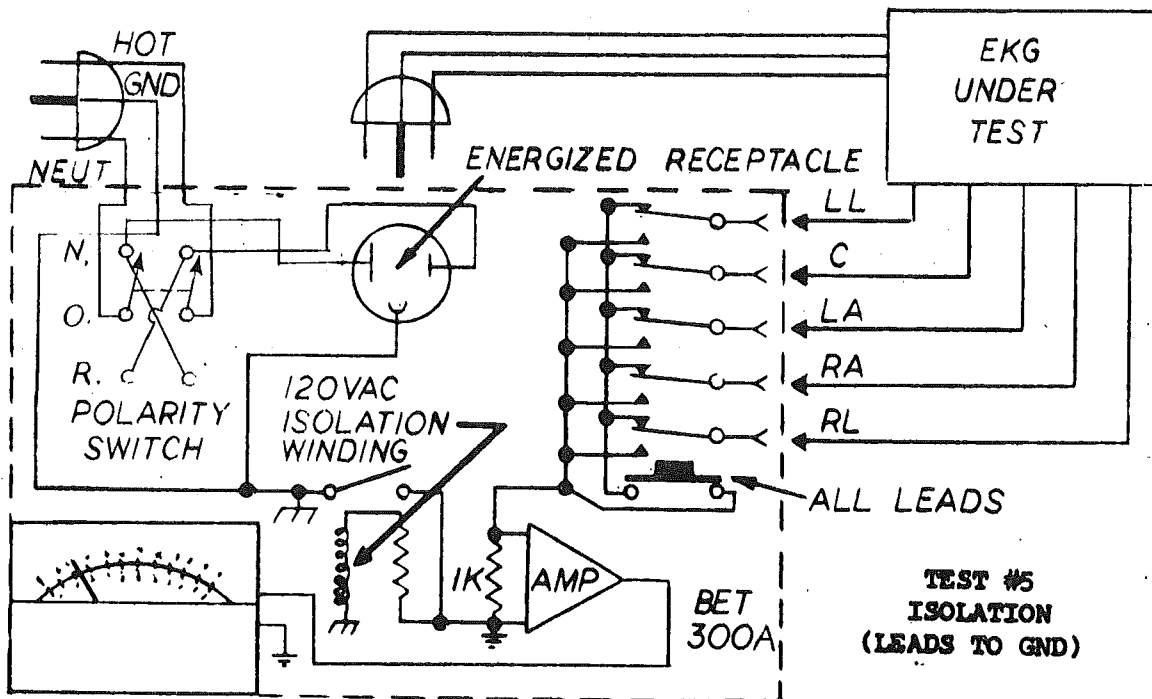 HOT
GND
NEUT
EKG
UNDER
TEST
ENERGIZED RECEPTACLE
LL
C
LA
RA
RL
N.
O.
R.
POLARITY
SWITCH
120VAC
ISOLATION
WINDING
ALL LEADS
1K
AMP
BET
300A
TEST #5
ISOLATION
(LEADS TO GND)